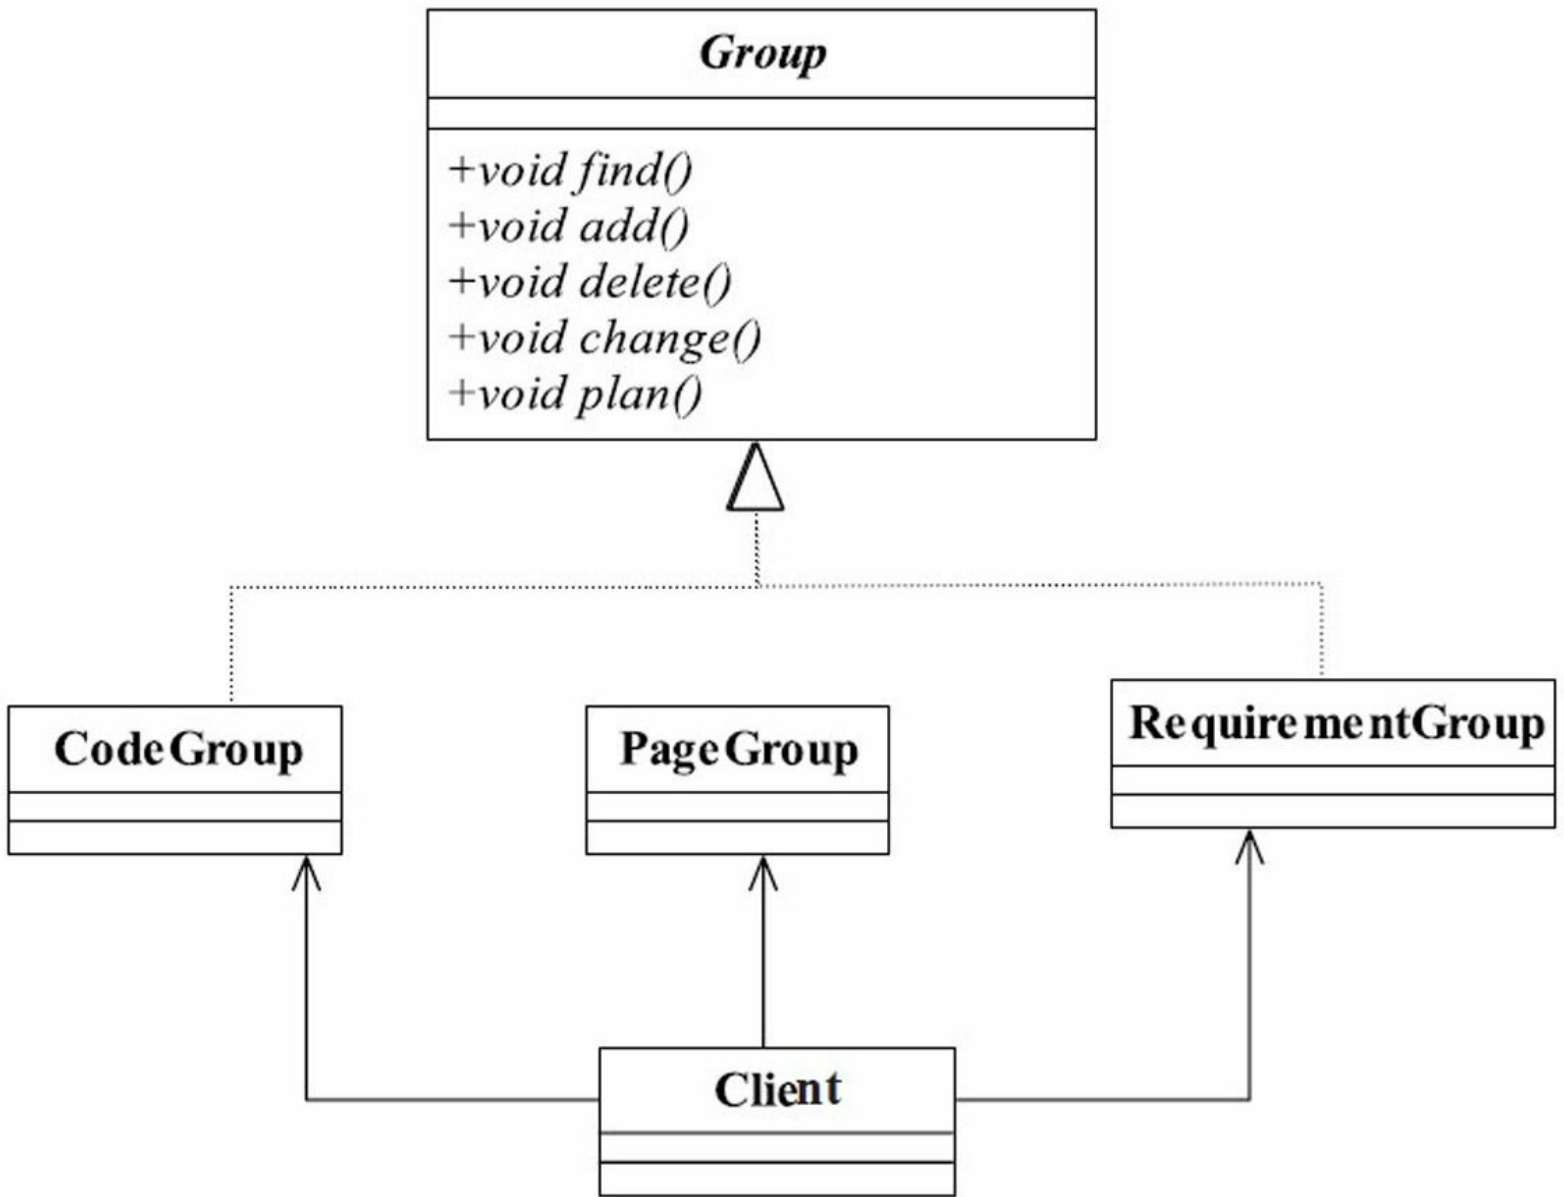 Group
+void find()
+void add()
+void delete()
+void change()
+void plan()
CodeGroup
PageGroup
RequirementGroup
Client